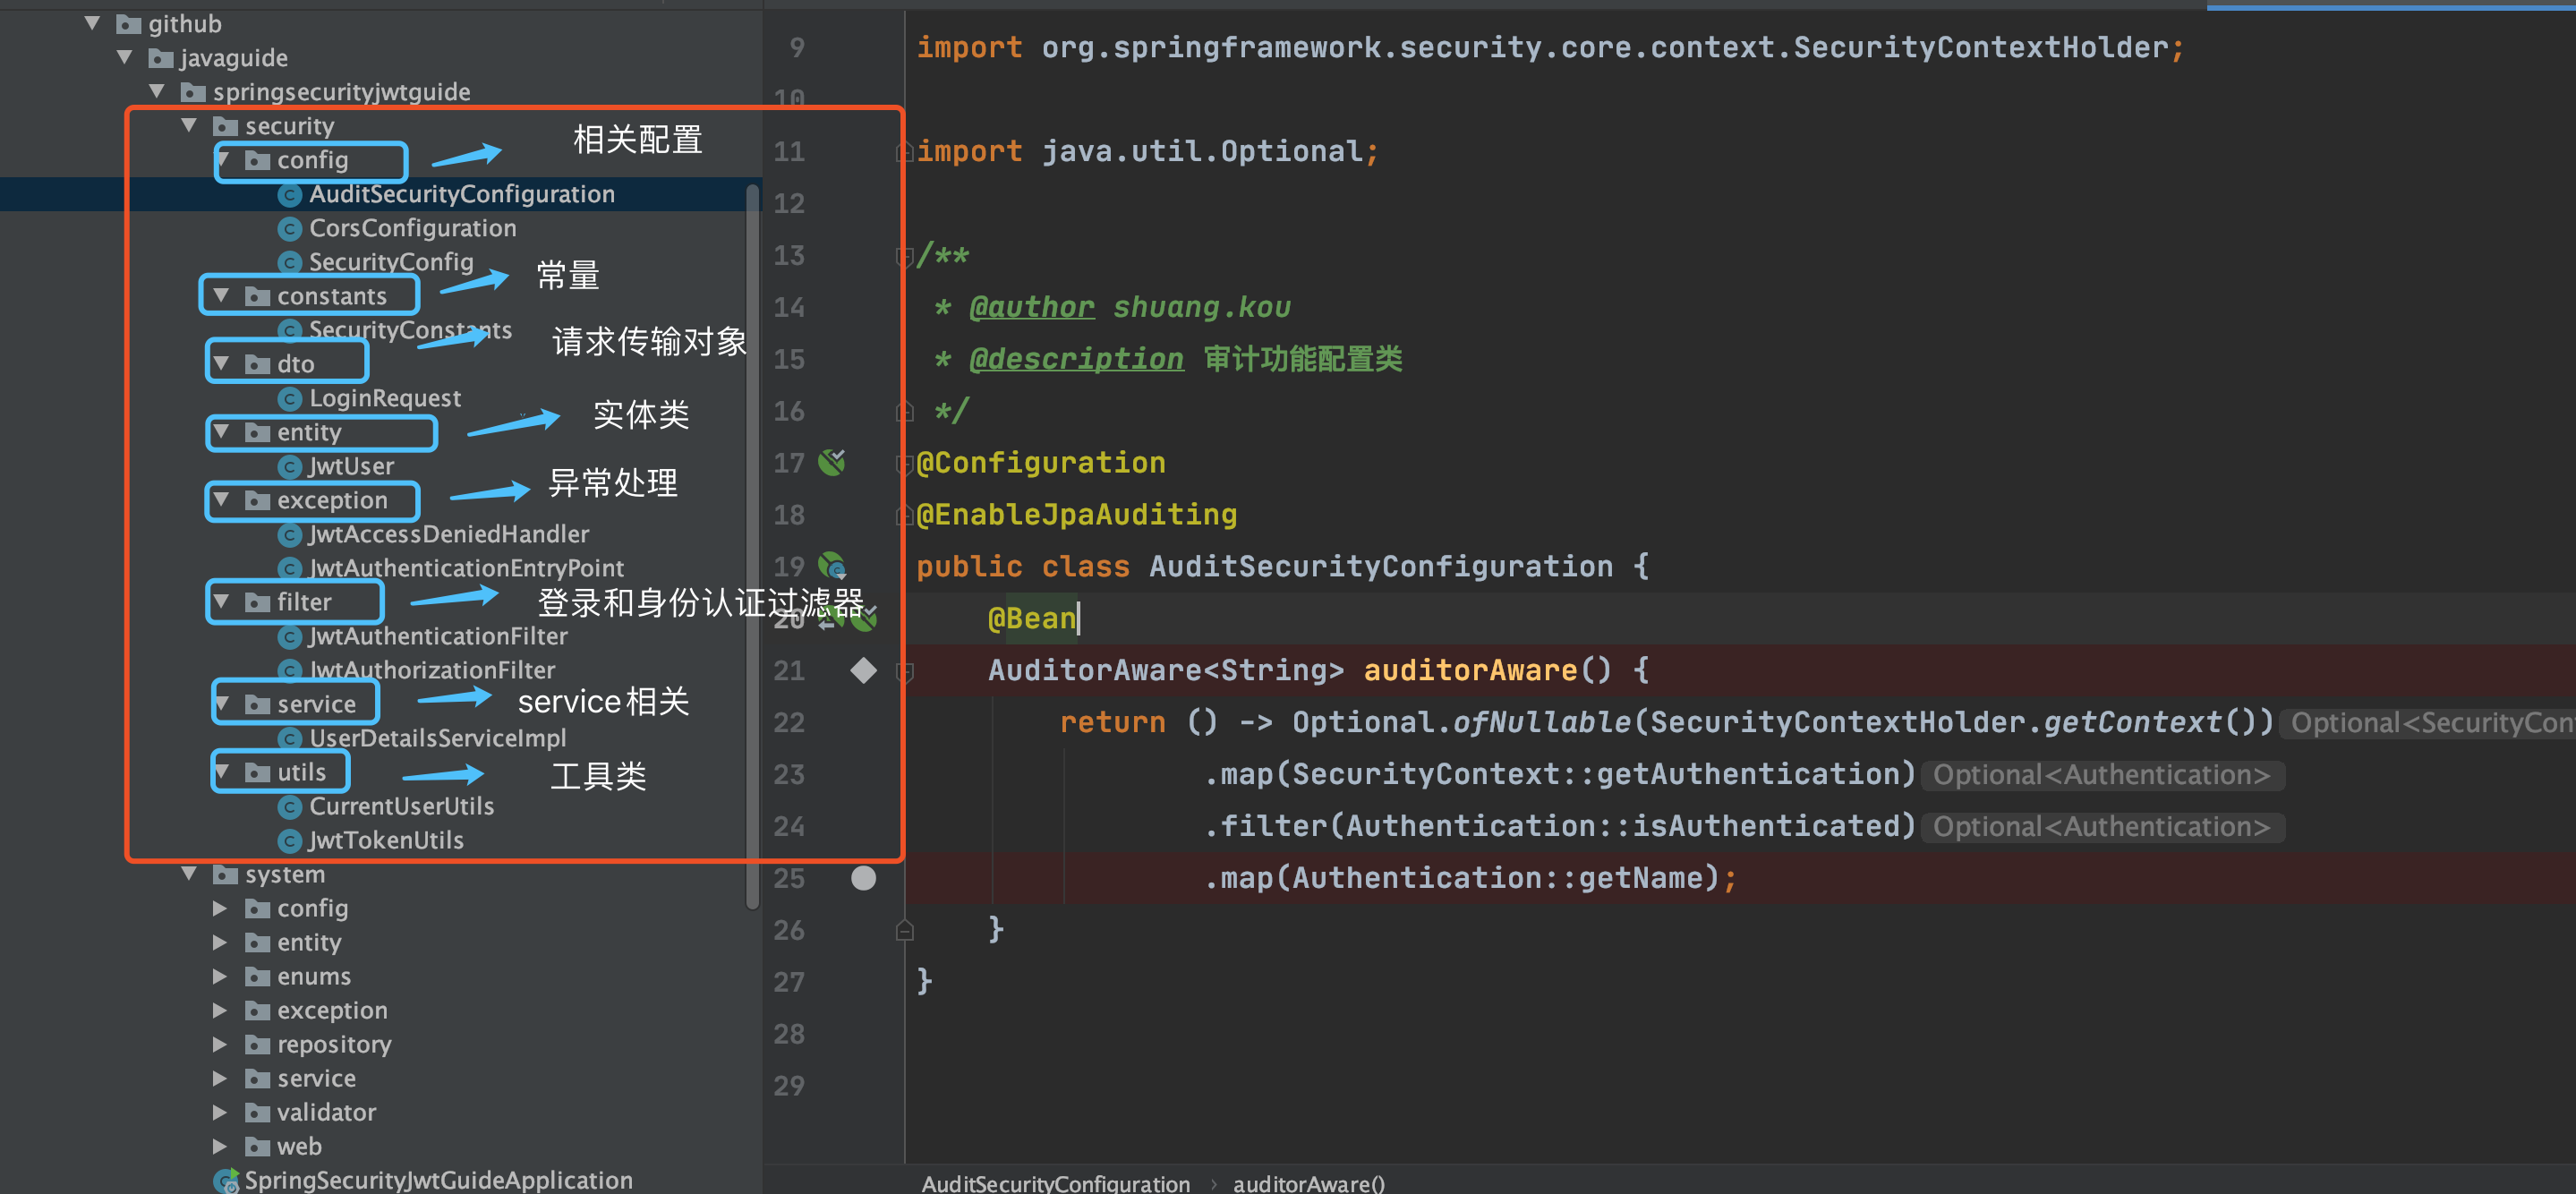 github
javaguide
springsecurityjwtguide
security
config
相关配置
AuditSecurityConfiguration
CorsConfiguration
SecurityConfig
constants
常量
SecurityConstants
dto
请求传输对象
LoginRequest
entity
实体类
JwtUser
exception
异常处理
JwtAccessDeniedHandler
JwtAuthenticationEntryPoint
filter
登录和身份认证过滤器
JwtAuthenticationFilter
JwtAuthorizationFilter
service
service相关
UserDetailsServiceImpl
utils
工具类
CurrentUserUtils
JwtTokenUtils
system
config
entity
enums
exception
repository
service
validator
web
SpringSecurityJwtGuideApplication
9 import org.springframework.security.core.context.SecurityContextHolder;
10
11 import java.util.Optional;
12
13 /**
14 * @author shuang.kou
15 * @description 审计功能配置类
16 */
17 @Configuration
18 @EnableJpaAuditing
19 public class AuditSecurityConfiguration {
20 @Bean
21 AuditorAware<String> auditorAware() {
22 return () -> Optional.ofNullable(SecurityContextHolder.getContext()) Optional<SecurityCon
23 .map(SecurityContext::getAuthentication) Optional<Authentication>
24 .filter(Authentication::isAuthenticated) Optional<Authentication>
25 .map(Authentication::getName);
26 }
27 }
28
29
AuditSecurityConfiguration › auditorAware()